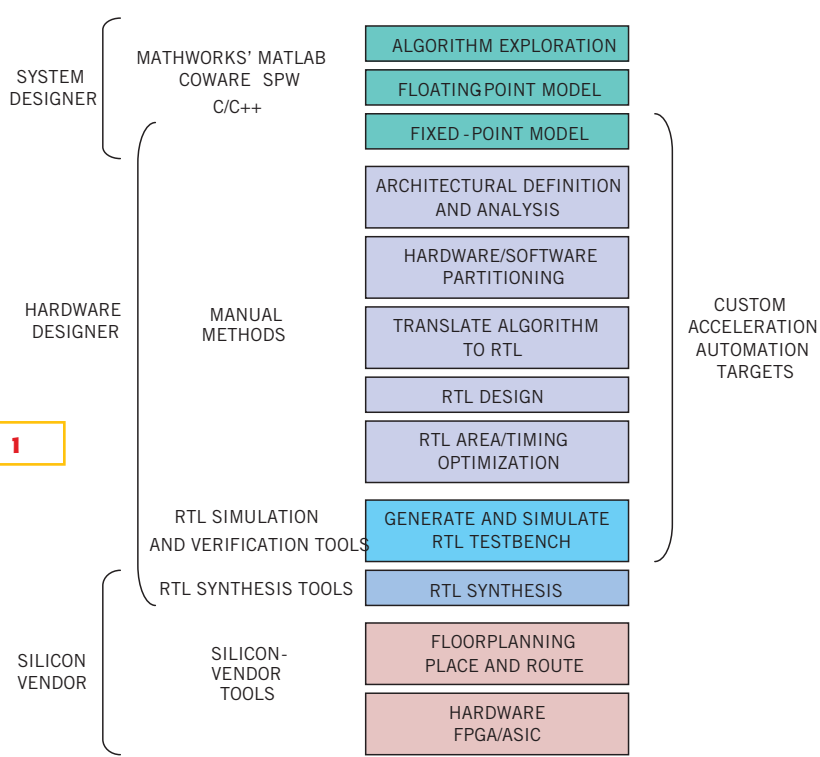 SYSTEM
DESIGNER
MATHWORKS' MATLAB
COWARE SPW
C/C++
ALGORITHM EXPLORATION
FLOATING POINT MODEL
FIXED-POINT MODEL
HARDWARE
DESIGNER
MANUAL
METHODS
ARCHITECTURAL DEFINITION
AND ANALYSIS
HARDWARE/SOFTWARE
PARTITIONING
TRANSLATE ALGORITHM
TO RTL
RTL DESIGN
RTL AREA/TIMING
OPTIMIZATION
CUSTOM
ACCELERATION
AUTOMATION
TARGETS
1
RTL SIMULATION
AND VERIFICATION TOOLS
GENERATE AND SIMULATE
RTL TESTBENCH
RTL SYNTHESIS TOOLS
RTL SYNTHESIS
SILICON
VENDOR
SILICON-
VENDOR
TOOLS
FLOORPLANNING
PLACE AND ROUTE
HARDWARE
FPGA/ASIC